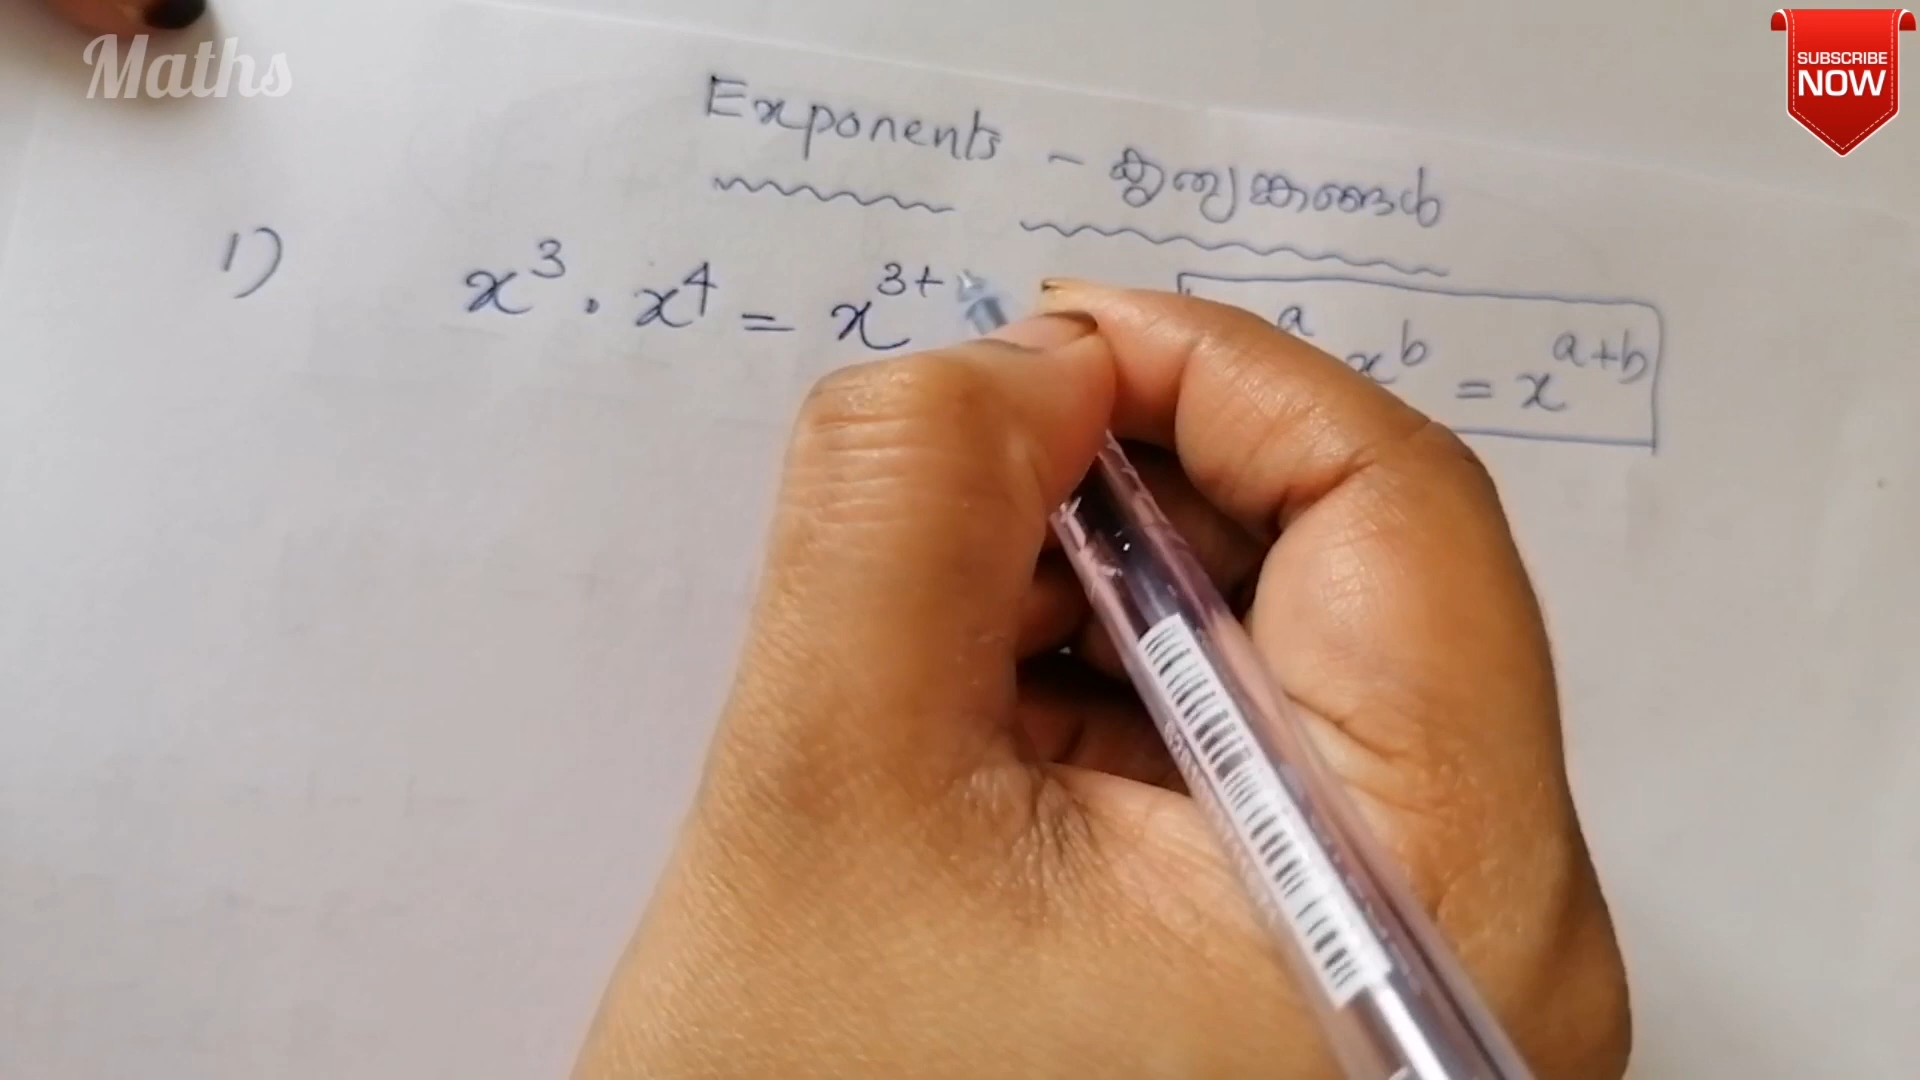 Maths
SUBSCRIBE
NOW
Exponents - കൃത്യങ്കങ്ങൾ
1) x³ · x⁴ = x³⁺
ᵃ xᵇ = xᵃ⁺ᵇ